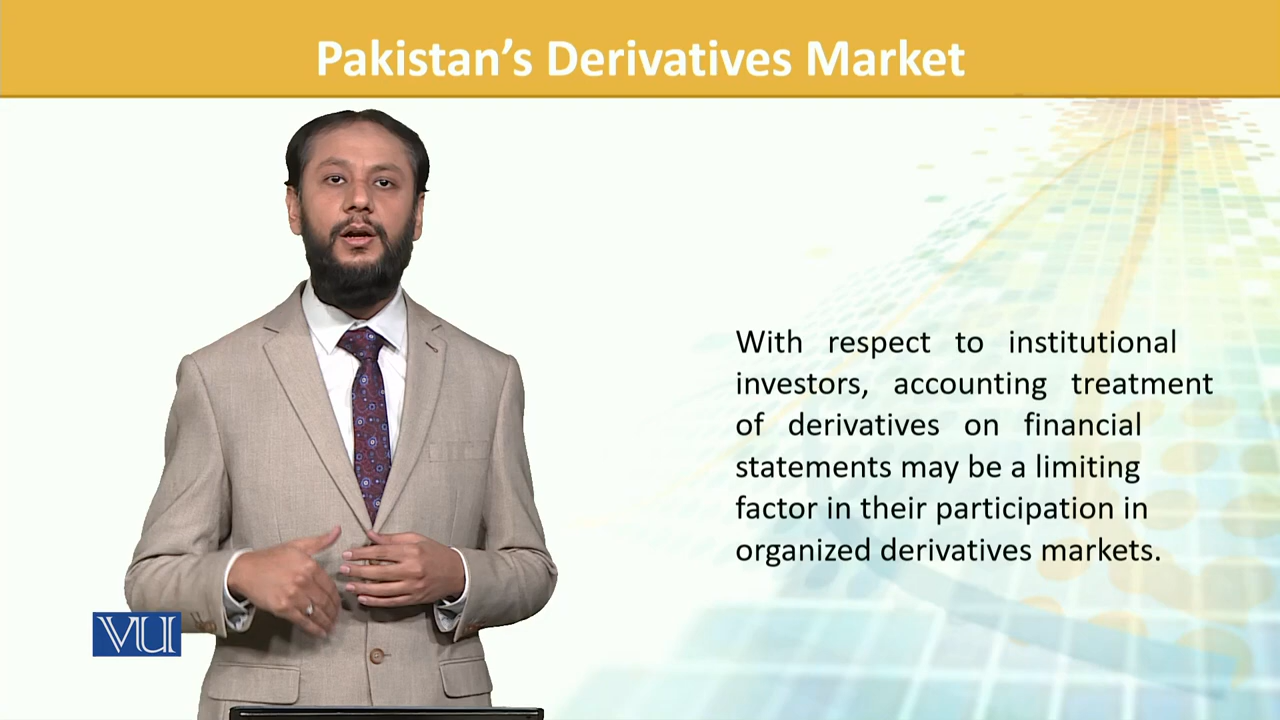 Pakistan's Derivatives Market
With respect to institutional
investors, accounting treatment
of derivatives on financial
statements may be a limiting
factor in their participation in
organized derivatives markets.
VU